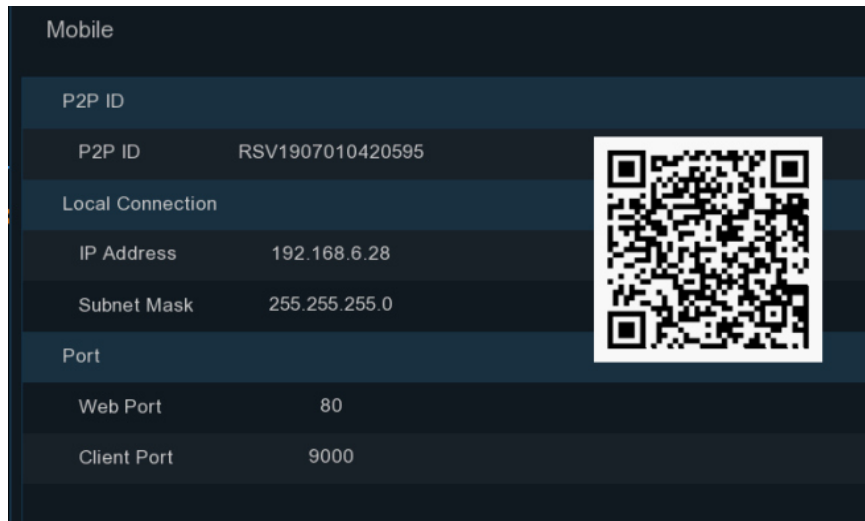 Mobile
P2P ID
P2P ID RSV1907010420595
Local Connection
IP Address 192.168.6.28
Subnet Mask 255.255.255.0
Port
Web Port 80
Client Port 9000